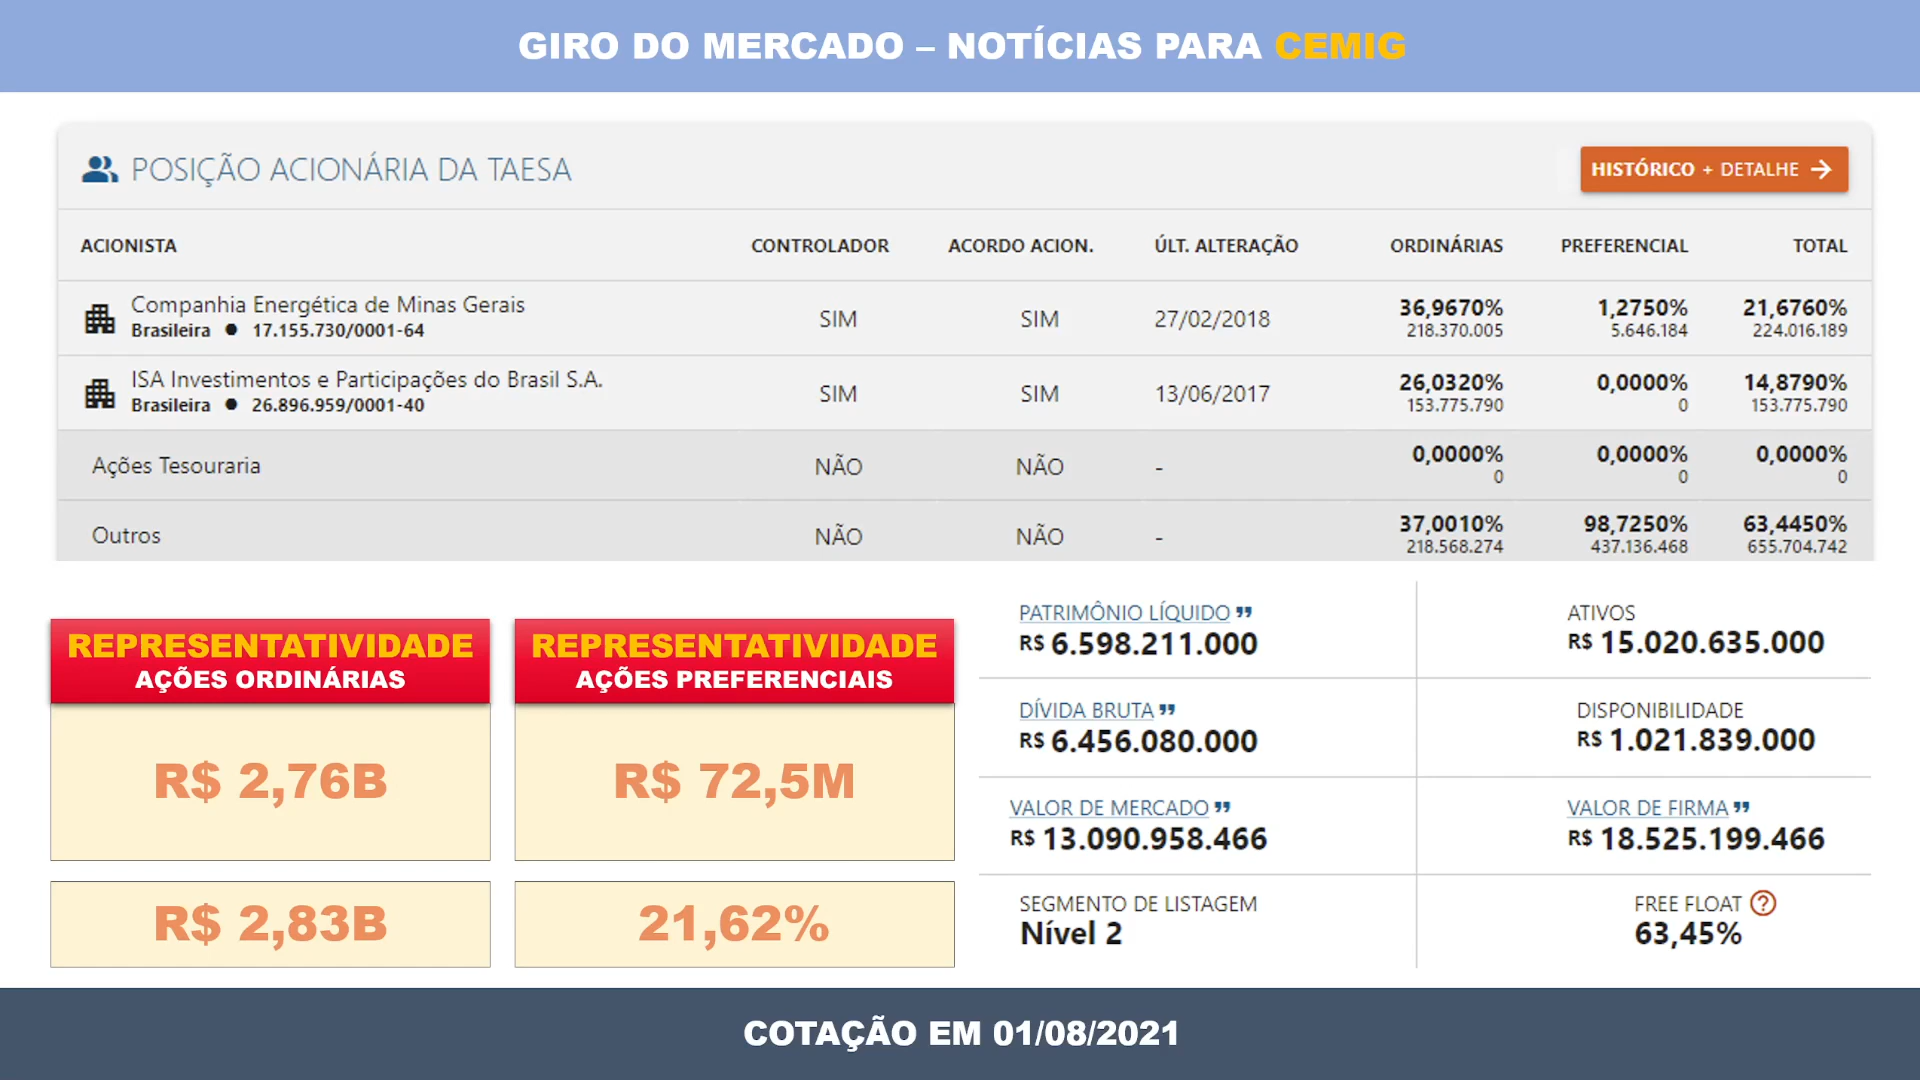 GIRO DO MERCADO – NOTÍCIAS PARA CEMIG
POSIÇÃO ACIONÁRIA DA TAESA
HISTÓRICO + DETALHE →
ACIONISTA CONTROLADOR ACORDO ACION. ÚLT. ALTERAÇÃO ORDINÁRIAS PREFERENCIAL TOTAL
Companhia Energética de Minas Gerais SIM SIM 27/02/2018 36,9670% 1,2750% 21,6760%
Brasileira ● 17.155.730/0001-64 218.370.005 5.646.184 224.016.189
ISA Investimentos e Participações do Brasil S.A. SIM SIM 13/06/2017 26,0320% 0,0000% 14,8790%
Brasileira ● 26.896.959/0001-40 153.775.790 0 153.775.790
Ações Tesouraria NÃO NÃO - 0,0000% 0,0000% 0,0000%
0 0 0
Outros NÃO NÃO - 37,0010% 98,7250% 63,4450%
218.568.274 437.136.468 655.704.742
REPRESENTATIVIDADE
AÇÕES ORDINÁRIAS
R$ 2,76B
R$ 2,83B
REPRESENTATIVIDADE
AÇÕES PREFERENCIAIS
R$ 72,5M
21,62%
PATRIMÔNIO LÍQUIDO
R$ 6.598.211.000
ATIVOS
R$ 15.020.635.000
DÍVIDA BRUTA
R$ 6.456.080.000
DISPONIBILIDADE
R$ 1.021.839.000
VALOR DE MERCADO
R$ 13.090.958.466
VALOR DE FIRMA
R$ 18.525.199.466
SEGMENTO DE LISTAGEM
Nível 2
FREE FLOAT ?
63,45%
COTAÇÃO EM 01/08/2021